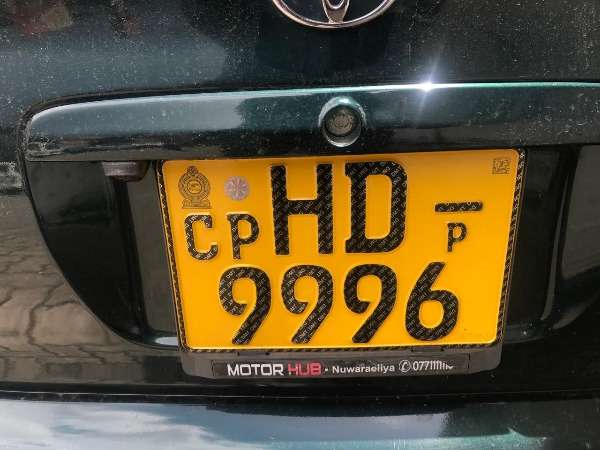 CP HD - P
9996
MOTOR HUB • Nuwaraeliya